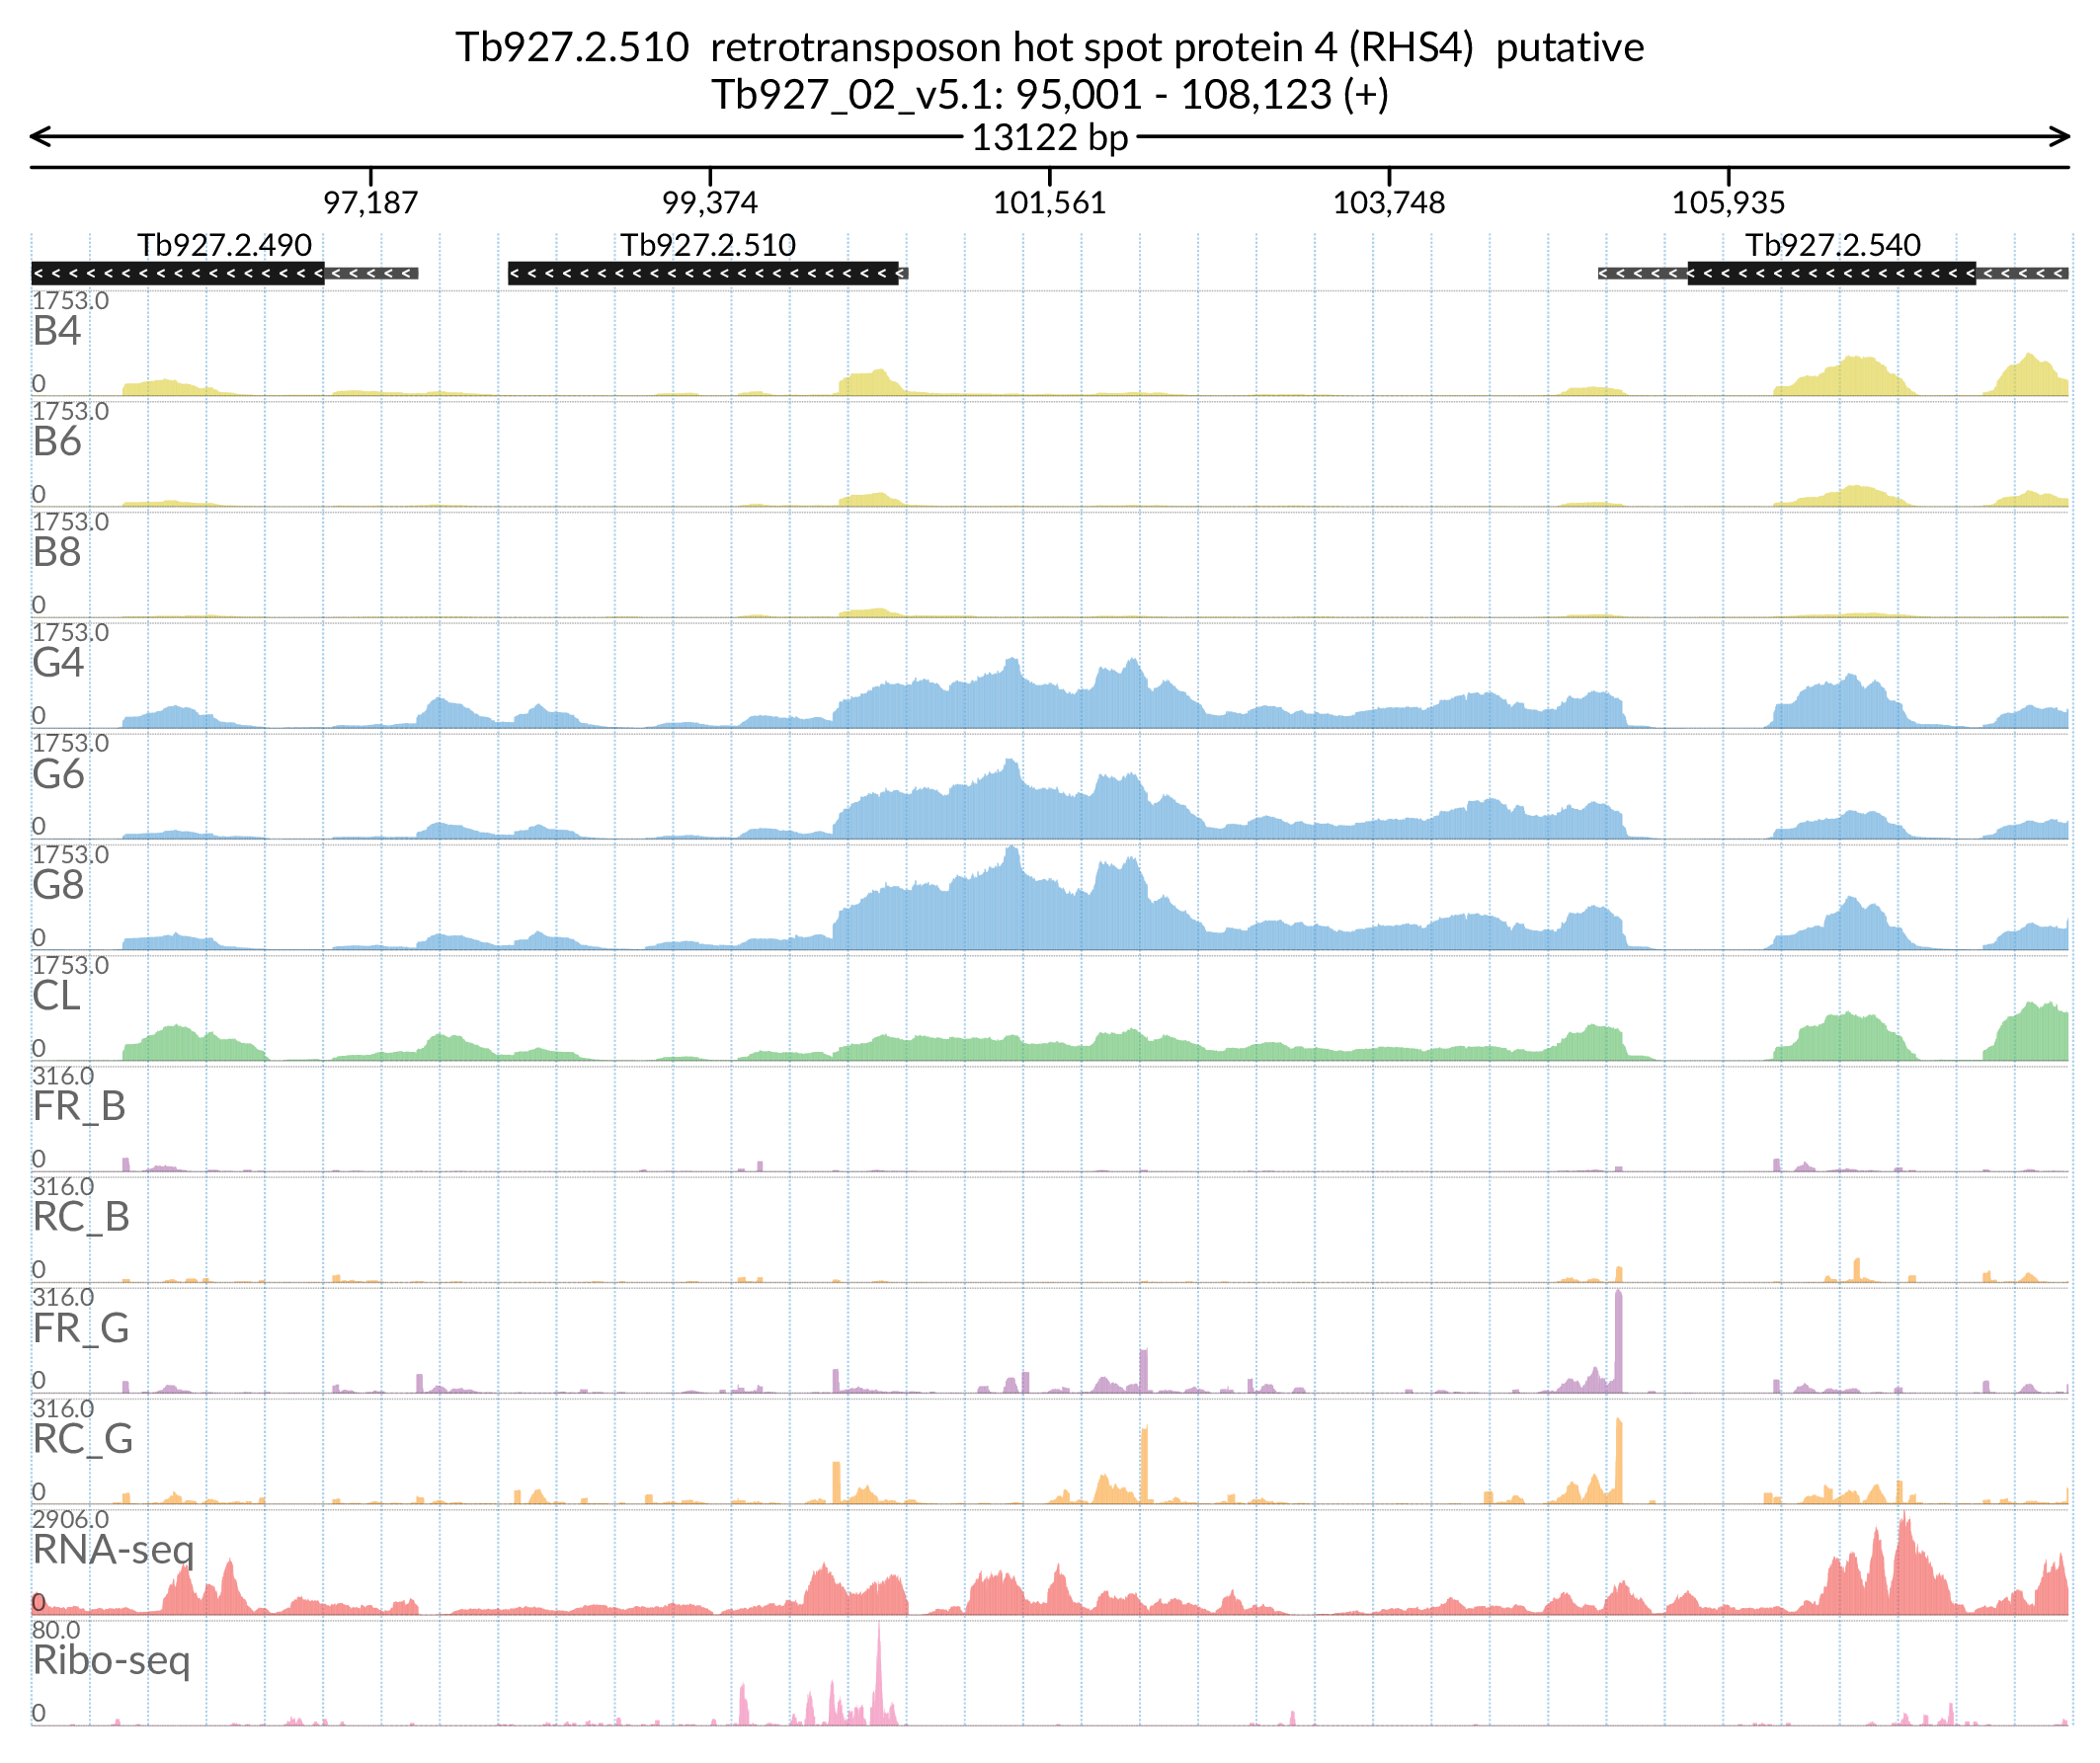 Tb927.2.510  retrotransposon hot spot protein 4 (RHS4)  putative
Tb927_02_v5.1: 95,001 - 108,123 (+)
13122 bp
97,187 99,374 101,561 103,748 105,935
Tb927.2.490 Tb927.2.510 Tb927.2.540
1753.0
B4
0
1753.0
B6
0
1753.0
B8
0
1753.0
G4
0
1753.0
G6
0
1753.0
G8
0
1753.0
CL
0
316.0
FR_B
0
316.0
RC_B
0
316.0
FR_G
0
316.0
RC_G
0
2906.0
RNA-seq
0
80.0
Ribo-seq
0